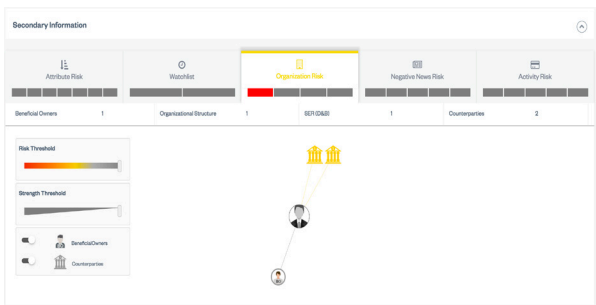 Secondary Information
Attribute Risk
Watchlist
Organization Risk
Negative News Risk
Activity Risk
Beneficial Owners 1 Organizational Structure 1 SER (D&B) 1 Counterparties 2
Risk Threshold
Strength Threshold
BeneficialOwners
Counterparties